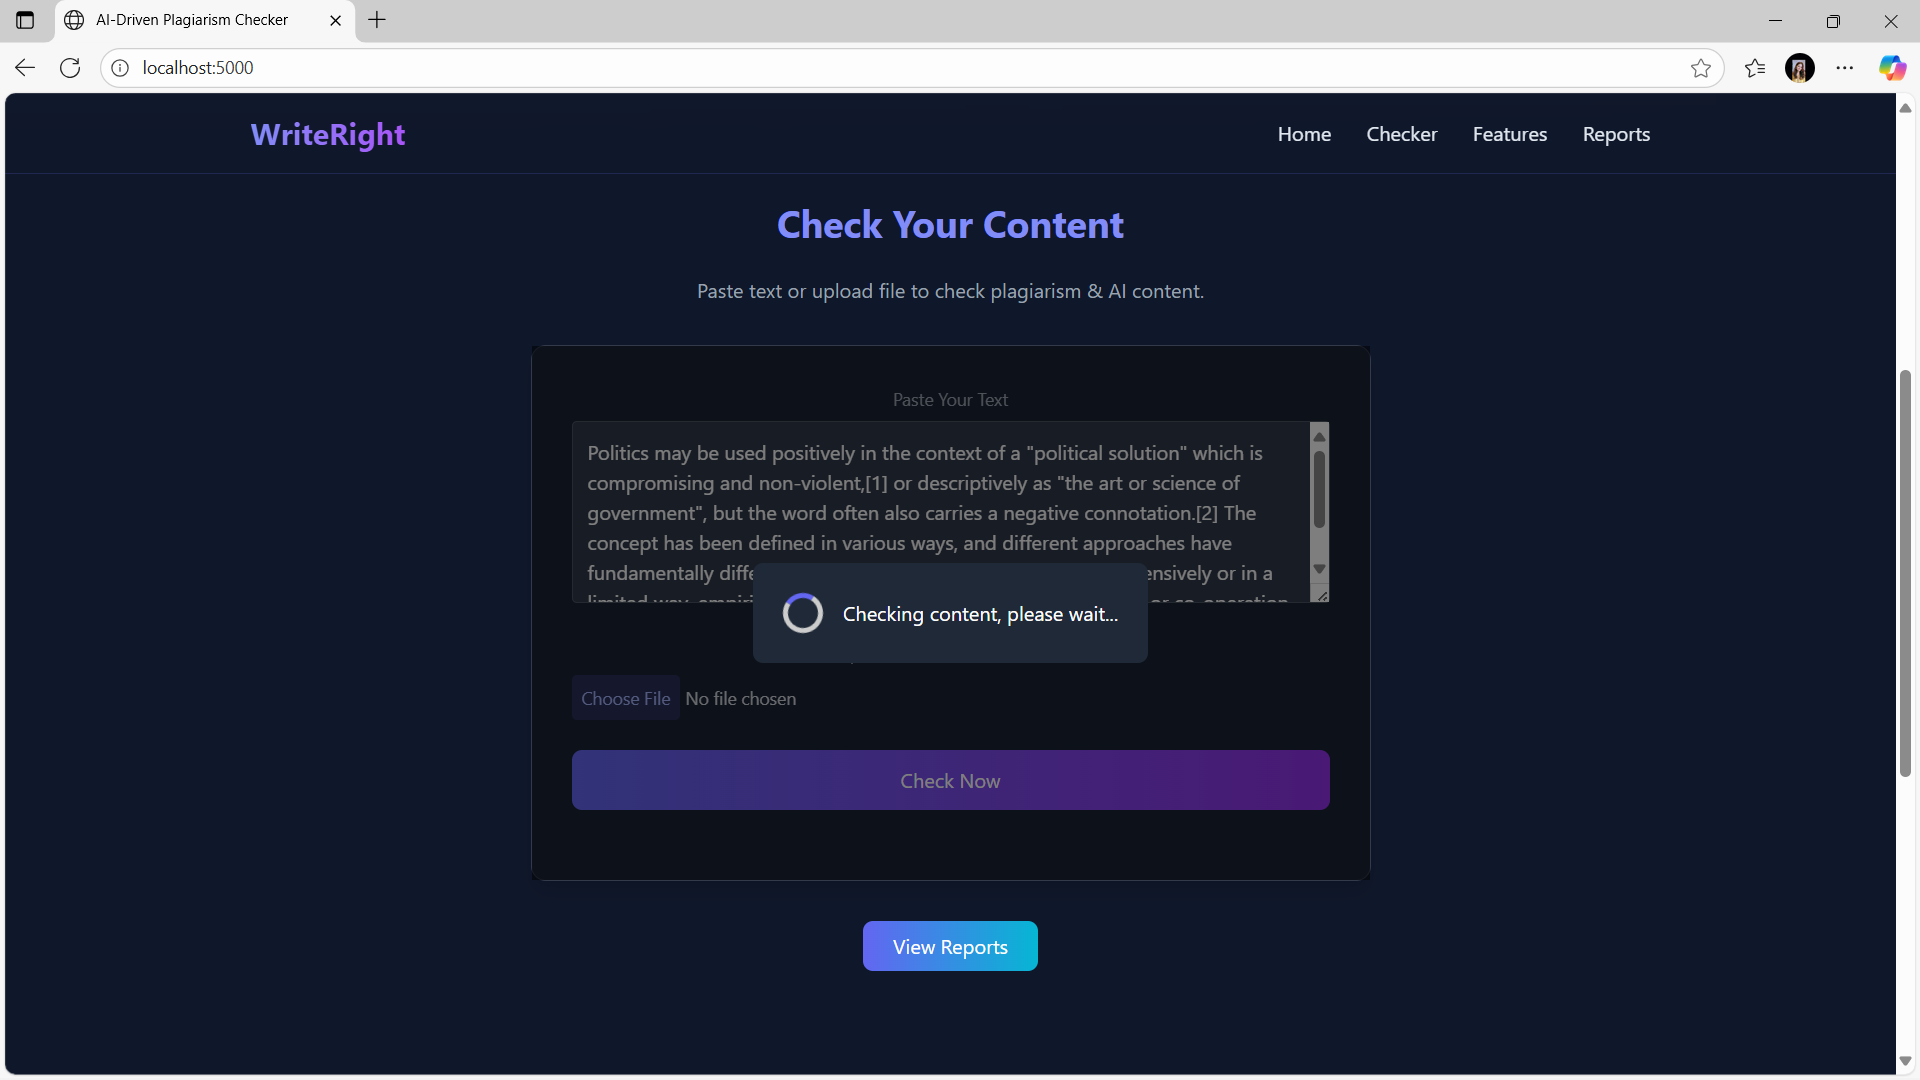 AI-Driven Plagiarism Checker
localhost:5000
WriteRight
Home Checker Features Reports
Check Your Content
Paste text or upload file to check plagiarism & AI content.
Paste Your Text
Politics may be used positively in the context of a "political solution" which is
compromising and non-violent,[1] or descriptively as "the art or science of
government", but the word often also carries a negative connotation.[2] The
concept has been defined in various ways, and different approaches have
fundamentally ensively or in a
Checking content, please wait...
Choose File No file chosen
Check Now
View Reports